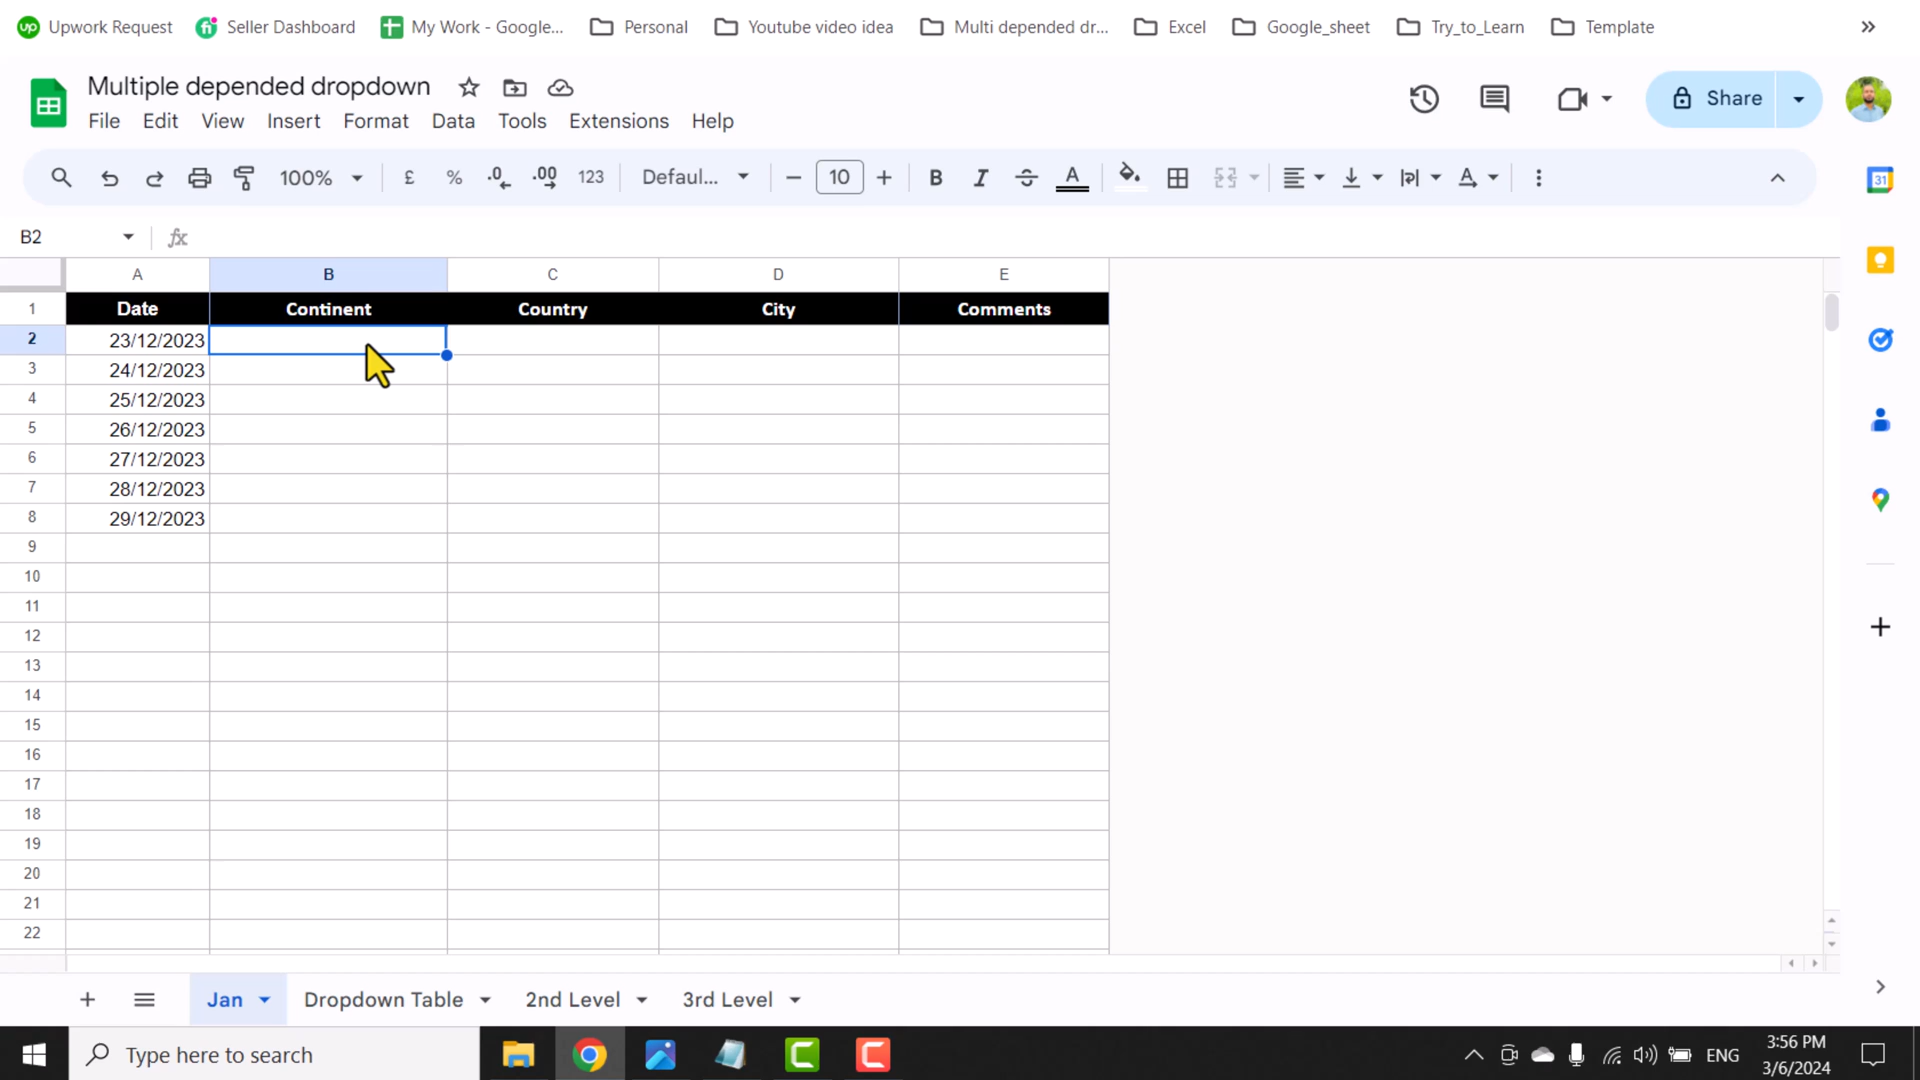 Upwork Request Seller Dashboard My Work - Google... Personal Youtube video idea Multi depended dr... Excel Google_sheet Try_to_Learn Template
Multiple depended dropdown
File Edit View Insert Format Data Tools Extensions Help
Share
100% £ % .0 .00 123 Defaul... 10 B I A
B2 fx
A B C D E
1 Date Continent Country City Comments
2 23/12/2023
3 24/12/2023
4 25/12/2023
5 26/12/2023
6 27/12/2023
7 28/12/2023
8 29/12/2023
9
10
11
12
13
14
15
16
17
18
19
20
21
22
Jan Dropdown Table 2nd Level 3rd Level
Type here to search
ENG
3:56 PM
3/6/2024